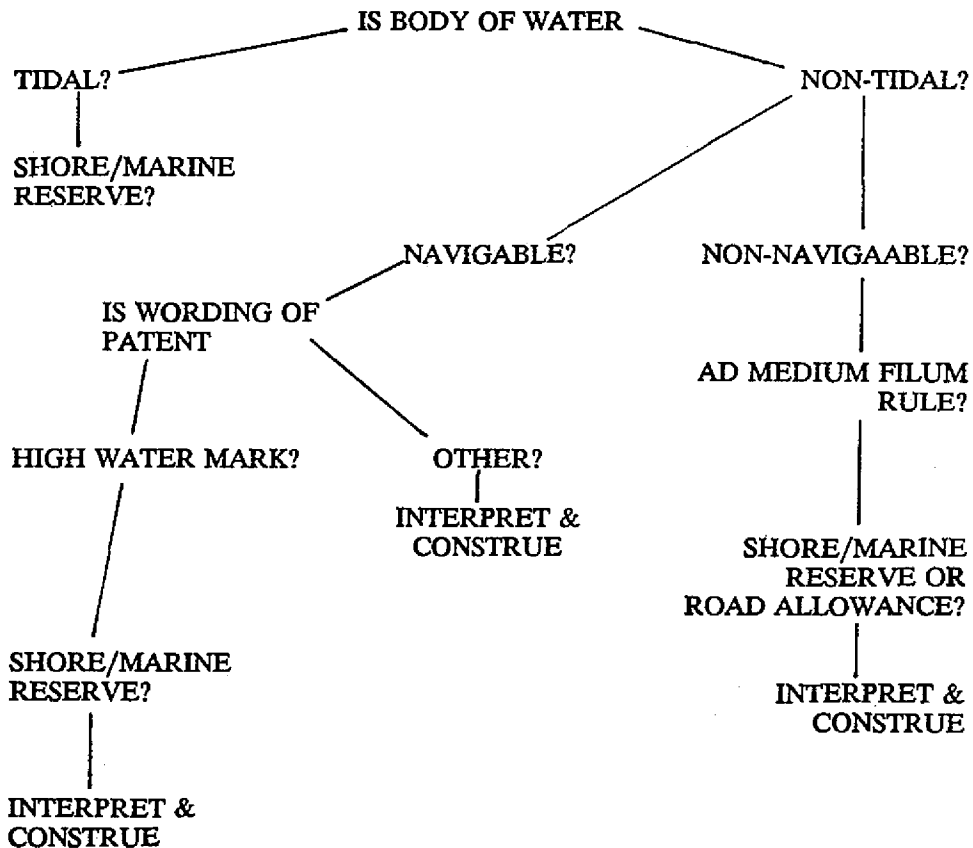 IS BODY OF WATER
TIDAL?
NON-TIDAL?
SHORE/MARINE
RESERVE?
NAVIGABLE?
NON-NAVIGAABLE?
IS WORDING OF
PATENT
AD MEDIUM FILUM
RULE?
HIGH WATER MARK?
OTHER?
INTERPRET &
CONSTRUE
SHORE/MARINE
RESERVE OR
ROAD ALLOWANCE?
SHORE/MARINE
RESERVE?
INTERPRET &
CONSTRUE
INTERPRET &
CONSTRUE